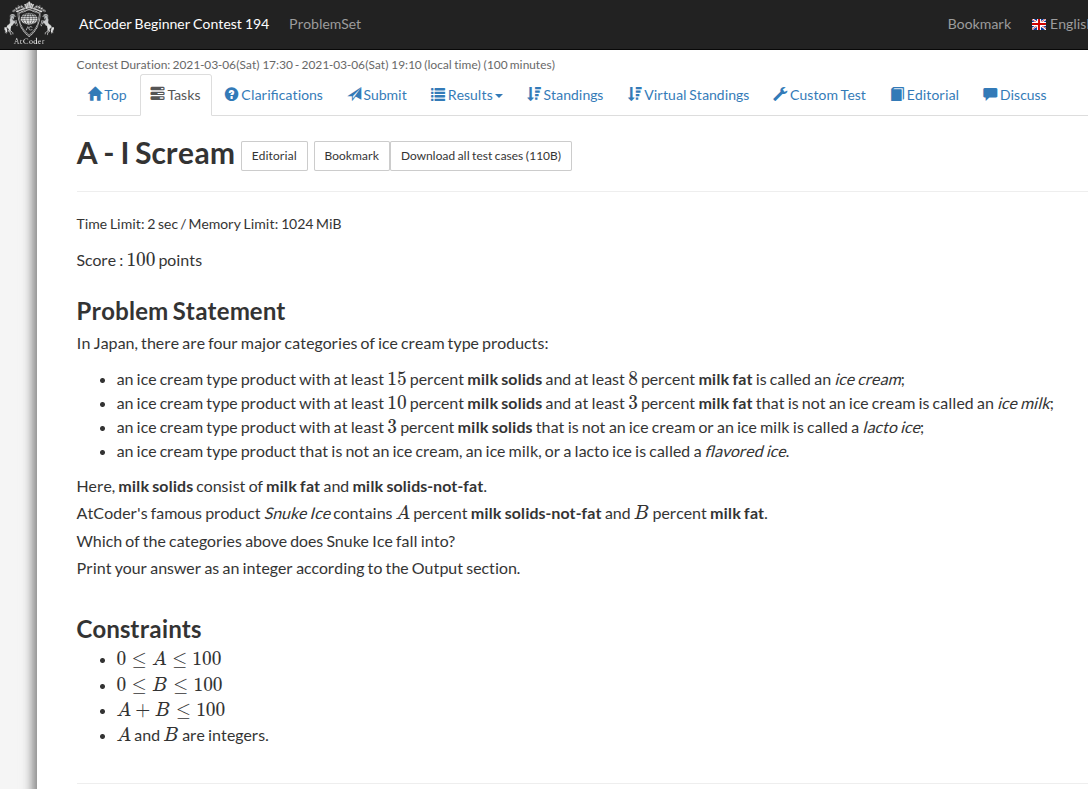 AtCoder Beginner Contest 194 ProblemSet Bookmark Englis
AtCoder
Contest Duration: 2021-03-06(Sat) 17:30 - 2021-03-06(Sat) 19:10 (local time) (100 minutes)
Top Tasks Clarifications Submit Results Standings Virtual Standings Custom Test Editorial Discuss
A - I Scream Editorial Bookmark Download all test cases (110B)
Time Limit: 2 sec / Memory Limit: 1024 MiB
Score : 100 points
Problem Statement
In Japan, there are four major categories of ice cream type products:
• an ice cream type product with at least 15 percent milk solids and at least 8 percent milk fat is called an ice cream;
• an ice cream type product with at least 10 percent milk solids and at least 3 percent milk fat that is not an ice cream is called an ice milk;
• an ice cream type product with at least 3 percent milk solids that is not an ice cream or an ice milk is called a lacto ice;
• an ice cream type product that is not an ice cream, an ice milk, or a lacto ice is called a flavored ice.
Here, milk solids consist of milk fat and milk solids-not-fat.
AtCoder's famous product Snuke Ice contains A percent milk solids-not-fat and B percent milk fat.
Which of the categories above does Snuke Ice fall into?
Print your answer as an integer according to the Output section.
Constraints
• 0 ≤ A ≤ 100
• 0 ≤ B ≤ 100
• A + B ≤ 100
• A and B are integers.